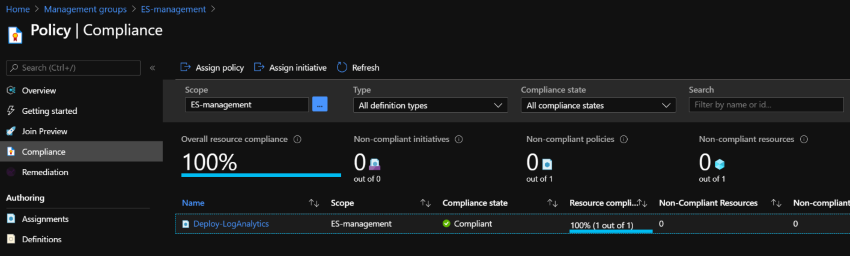 Home > Management groups > ES-management >
Policy | Compliance
Search (Ctrl+/)
«
Assign policy
Assign initiative
Refresh
Overview
Getting started
Join Preview
Compliance
Remediation
Authoring
Assignments
Definitions
Scope
Type
Compliance state
Search
ES-management
...
All definition types
All compliance states
Filter by name or id...
Overall resource compliance
100%
Non-compliant initiatives
0
out of 0
Non-compliant policies
0
out of 1
Non-compliant resources
0
out of 1
Name ↑↓ Scope ↑↓ Compliance state ↑↓ Resource compli...↑↓ Non-Compliant Resources ↑↓ Non-compliant
Deploy-LogAnalytics ES-management Compliant 100% (1 out of 1) 0 0